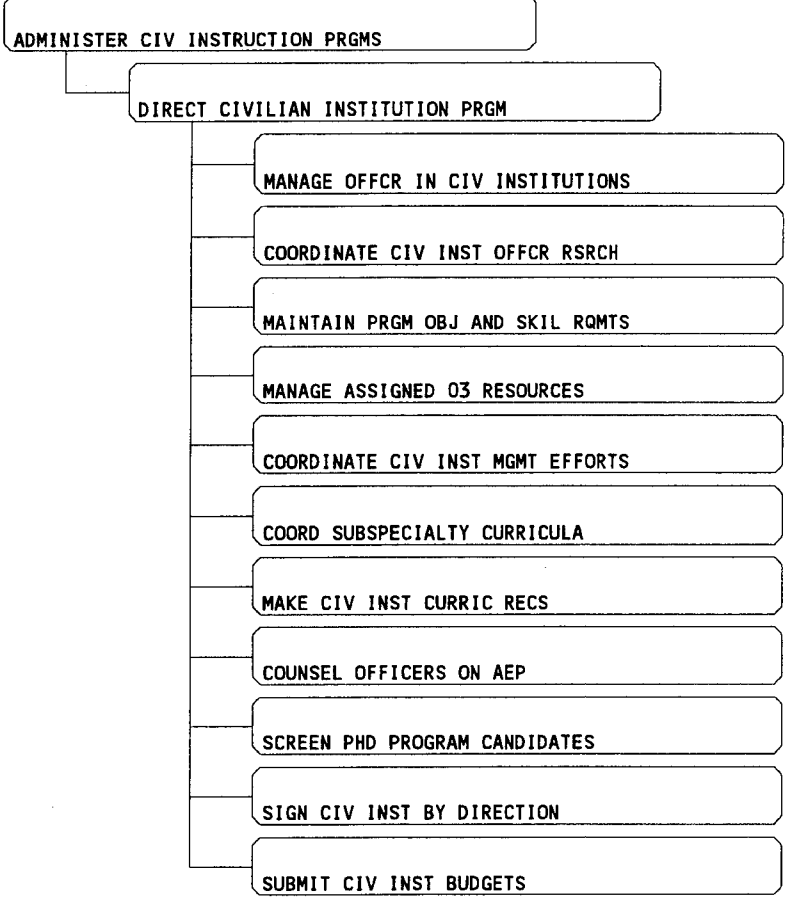 ADMINISTER CIV INSTRUCTION PRGMS
DIRECT CIVILIAN INSTITUTION PRGM
MANAGE OFFCR IN CIV INSTITUTIONS
COORDINATE CIV INST OFFCR RSRCH
MAINTAIN PRGM OBJ AND SKIL RQMTS
MANAGE ASSIGNED 03 RESOURCES
COORDINATE CIV INST MGMT EFFORTS
COORD SUBSPECIALTY CURRICULA
MAKE CIV INST CURRIC RECS
COUNSEL OFFICERS ON AEP
SCREEN PHD PROGRAM CANDIDATES
SIGN CIV INST BY DIRECTION
SUBMIT CIV INST BUDGETS